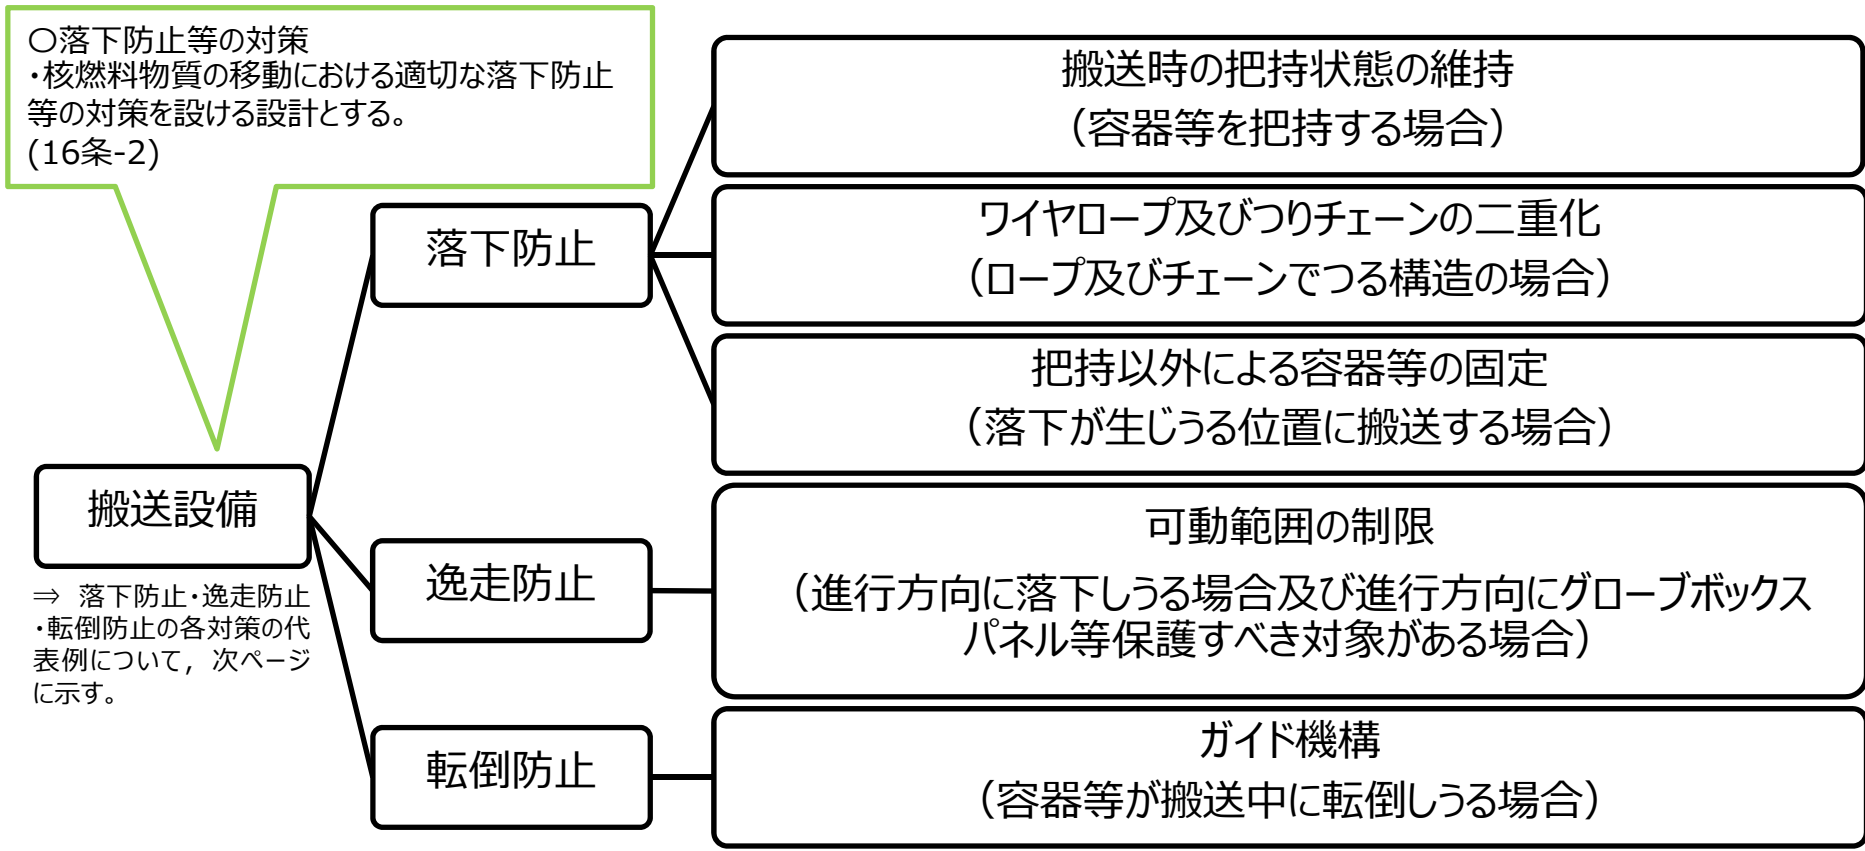 〇落下防止等の対策
・核燃料物質の移動における適切な落下防止
等の対策を設ける設計とする。
(16条-2)
搬送設備
⇒ 落下防止・逸走防止
・転倒防止の各対策の代
表例について，次ページ
に示す。
落下防止
搬送時の把持状態の維持
（容器等を把持する場合）
ワイヤロープ及びつりチェーンの二重化
（ロープ及びチェーンでつる構造の場合）
把持以外による容器等の固定
（落下が生じうる位置に搬送する場合）
逸走防止
可動範囲の制限
（進行方向に落下しうる場合及び進行方向にグローブボックス
パネル等保護すべき対象がある場合）
転倒防止
ガイド機構
（容器等が搬送中に転倒しうる場合）